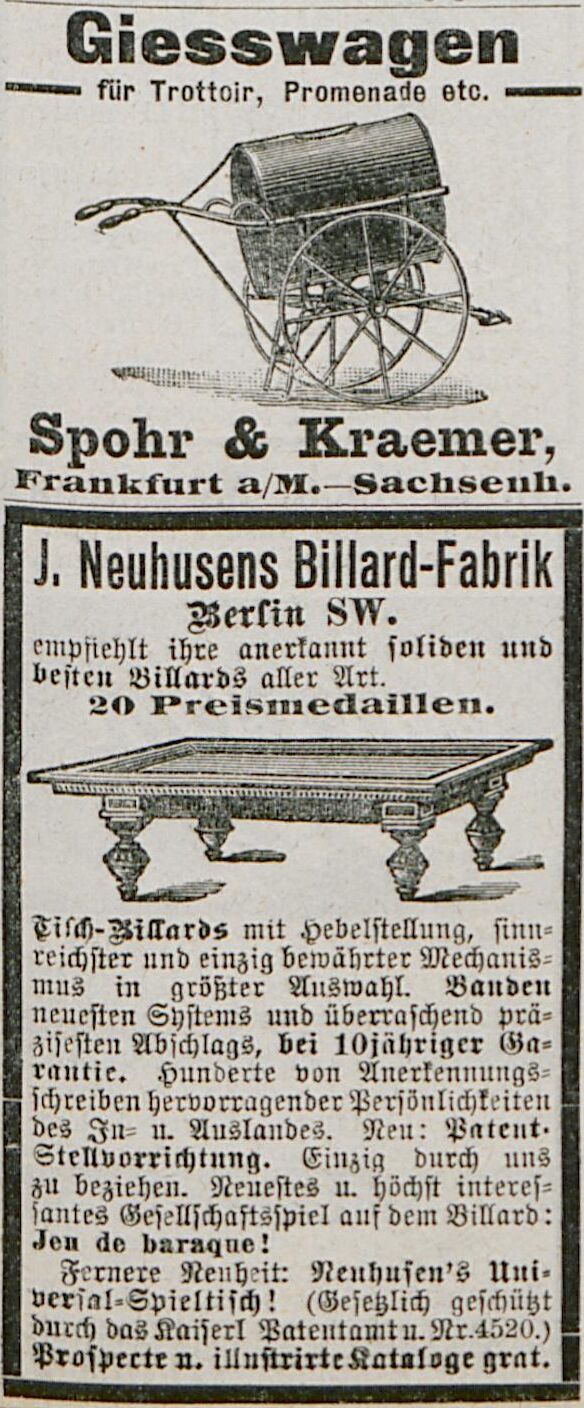 Giesswagen
für Trottoir, Promenade etc.
Spohr & Kraemer,
Frankfurt a/M.—Sachsenh.
J. Neuhusens Billard-Fabrik
Berlin SW.
empfiehlt ihre anerkannt soliden und
besten Billards aller Art.
20 Preismedaillen.
Tisch-Billards mit Hebelstellung, sinn-
reichster und einzig bewährter Mechanis-
mus in größter Auswahl. Banden
neuesten Systems und überraschend prä-
zisesten Abschlags, bei 10jähriger Ga-
rantie. Hunderte von Anerkennungs-
schreiben hervorragender Persönlichkeiten
des In- u. Auslandes. Neu: Patent-
Stellvorrichtung. Einzig durch uns
zu beziehen. Neuestes u. höchst interes-
santes Gesellschaftsspiel auf dem Billard:
Jeu de baraque!
Fernere Neuheit: Neuhusen's Uni-
versal-Spieltisch! (Gesetzlich geschützt
durch das Kaiserl Patentamt u. Nr. 4520.)
Prospecte u. illustrirte Kataloge grat.